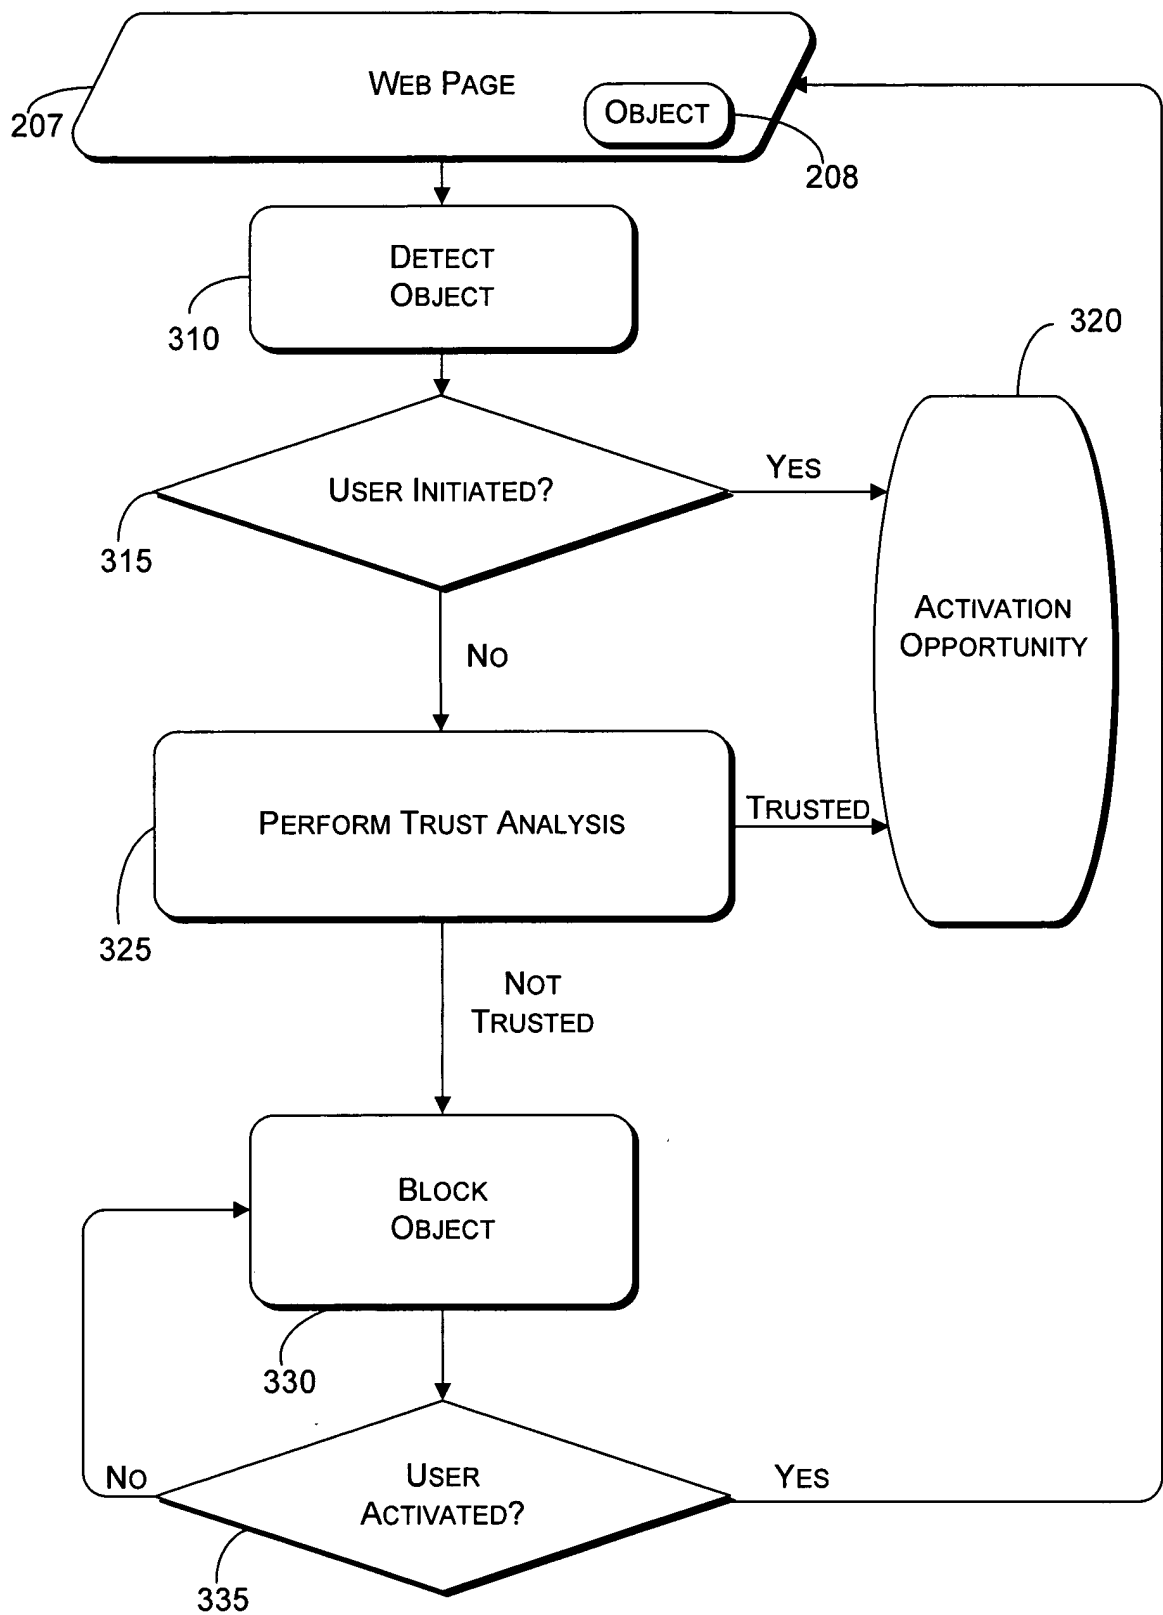 WEB PAGE
OBJECT
207
208
DETECT
OBJECT
310
320
USER INITIATED?
YES
315
ACTIVATION
OPPORTUNITY
NO
PERFORM TRUST ANALYSIS
TRUSTED
325
NOT
TRUSTED
BLOCK
OBJECT
330
NO
USER
ACTIVATED?
YES
335